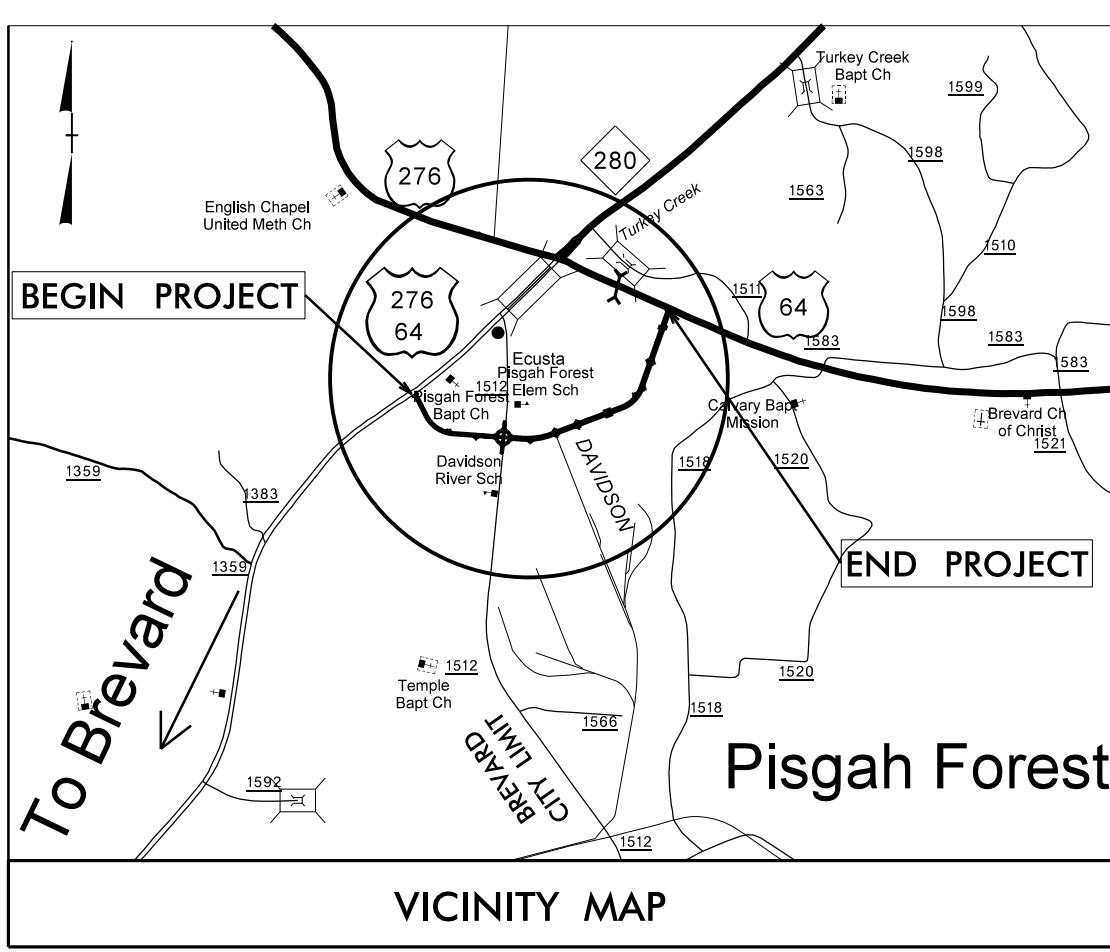 Turkey Creek
Bapt Ch
1599
280
1598
276
1563
English Chapel
United Meth Ch
Turkey Creek
1510
BEGIN PROJECT
276
64
1511
64
1598
1583
1583
1583
Ecusta
Pisgah Forest
Elem Sch
1512
Pisgah Forest
Bapt Ch
Calvary Bapt
Mission
Brevard Ch
of Christ
1521
Davidson
River Sch
DAVIDSON
1518
1520
1359
1383
1359
END PROJECT
To Brevard
Temple
Bapt Ch
1512
1520
1566
1518
BREVARD
CITY LIMIT
Pisgah Forest
1592
1512
VICINITY MAP